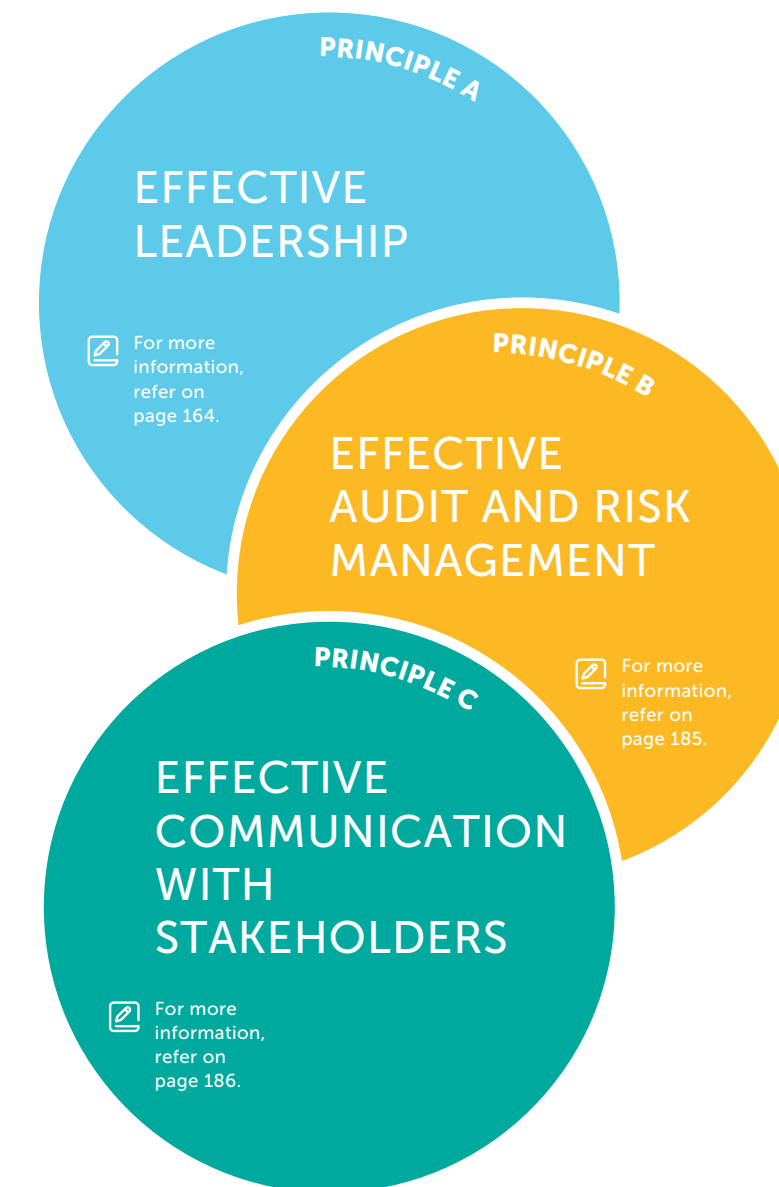 PRINCIPLE A
EFFECTIVE
LEADERSHIP
For more
information,
refer on
page 164.
PRINCIPLE B
EFFECTIVE
AUDIT AND RISK
MANAGEMENT
For more
information,
refer on
page 185.
PRINCIPLE C
EFFECTIVE
COMMUNICATION
WITH
STAKEHOLDERS
For more
information,
refer on
page 186.